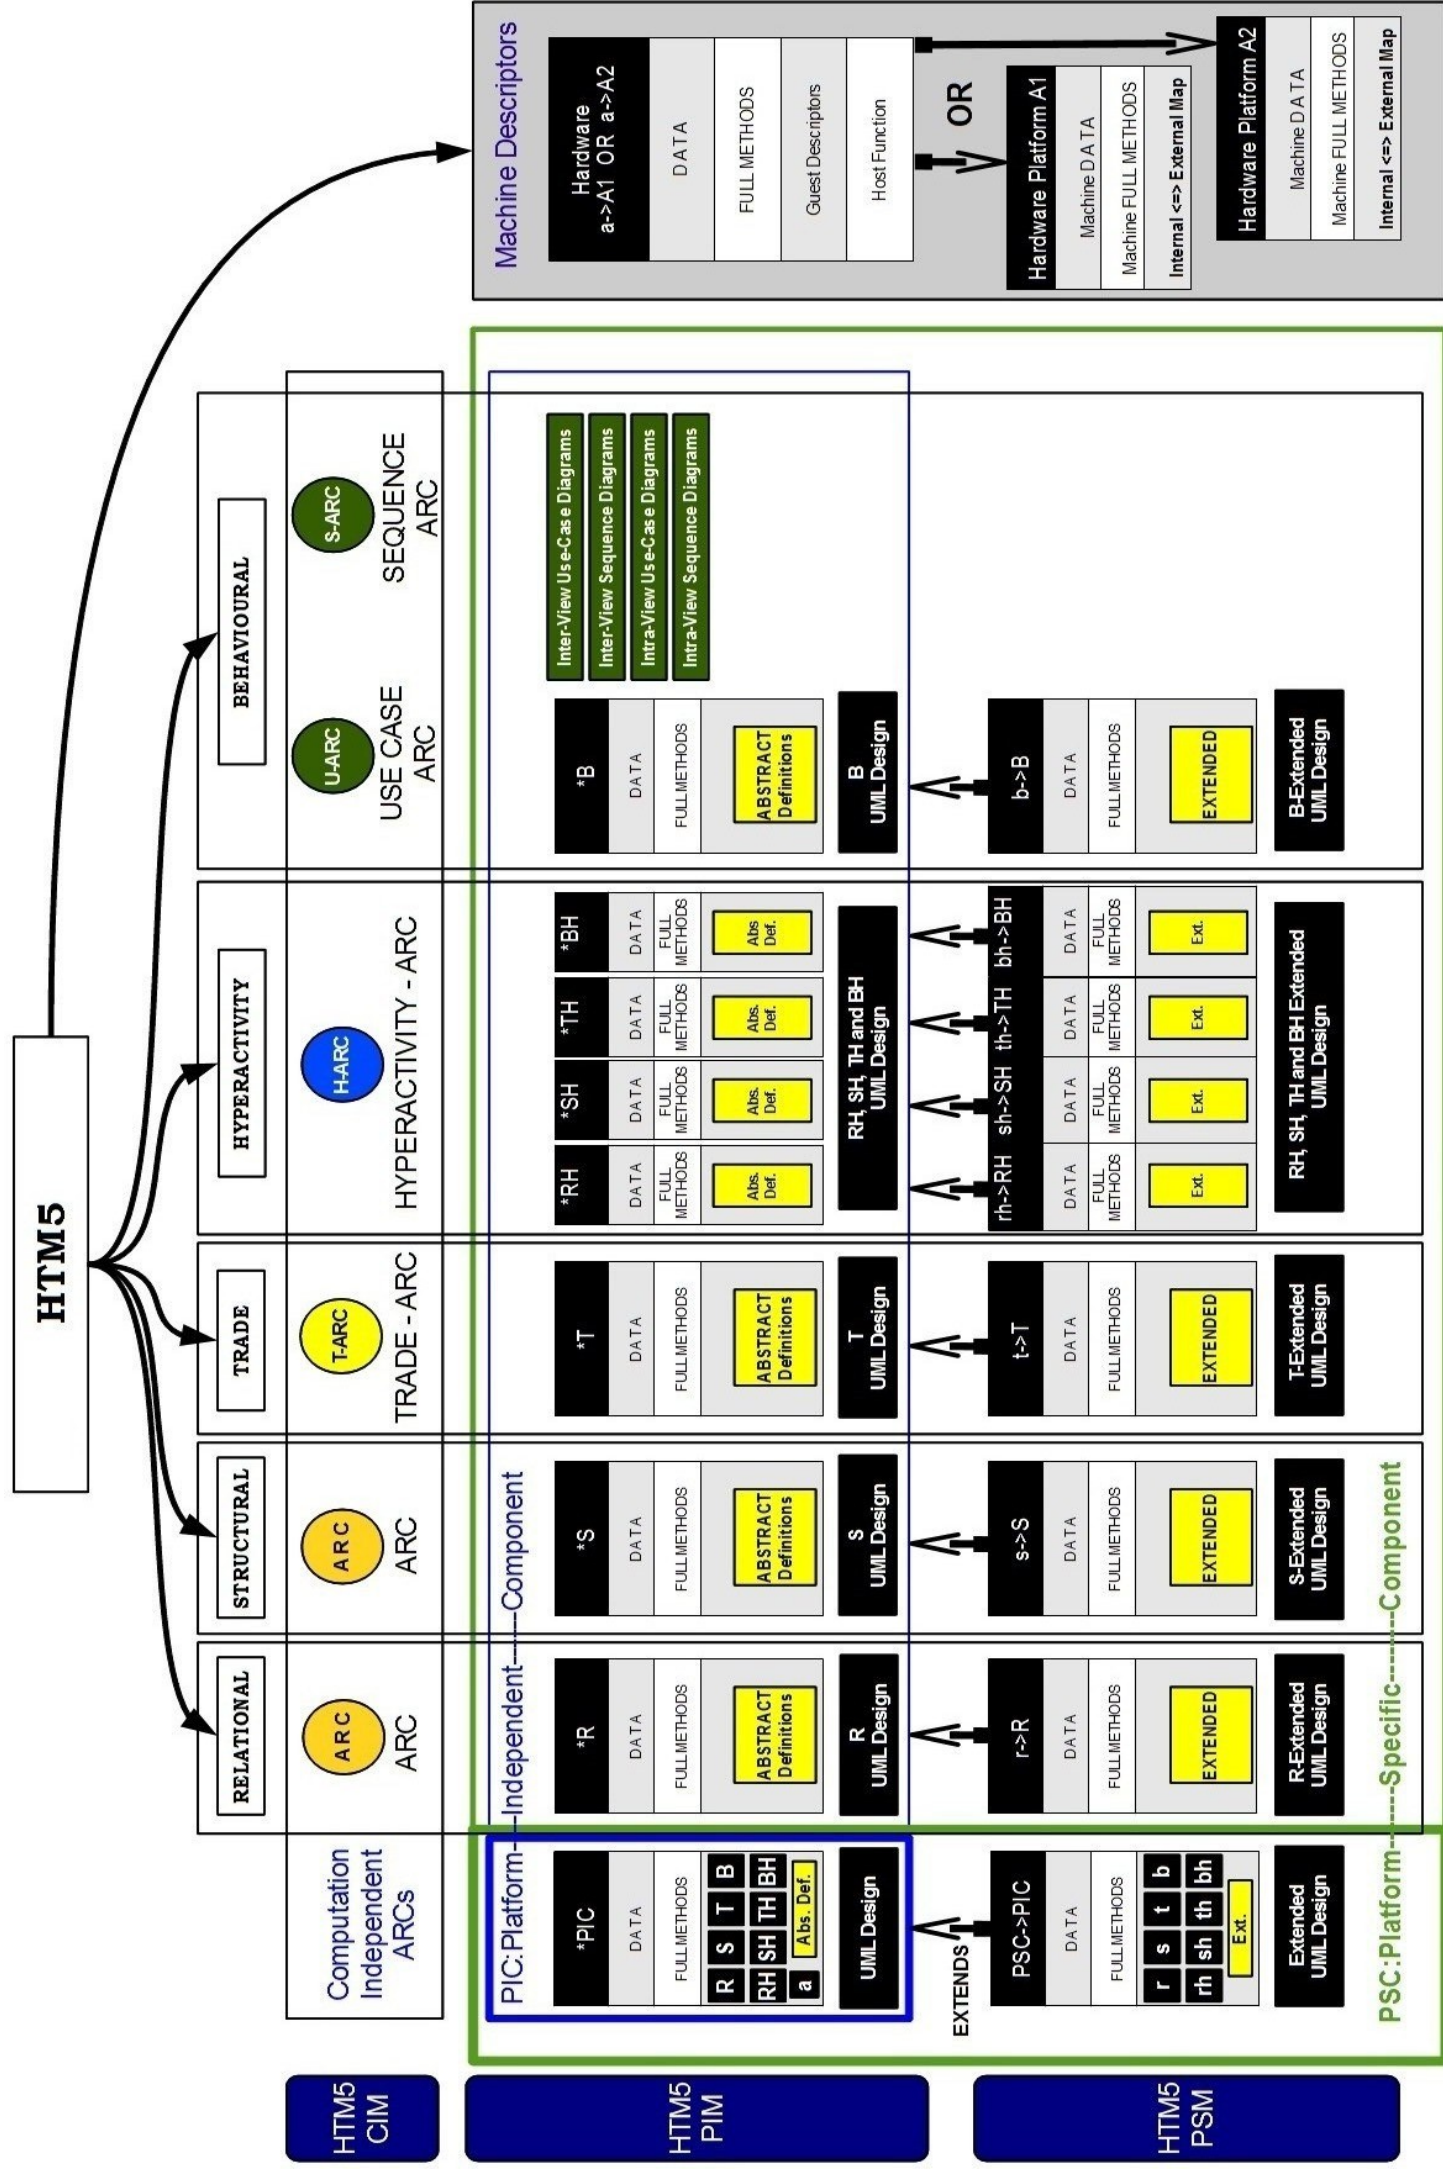 HTM5
RELATIONAL
STRUCTURAL
TRADE
HYPERACTIVITY
BEHAVIOURAL
HTM5
CIM
Computation
Independent
ARCs
ARC
ARC
ARC
ARC
T-ARC
TRADE - ARC
H-ARC
HYPERACTIVITY - ARC
U-ARC
USE CASE
ARC
S-ARC
SEQUENCE
ARC
HTM5
PIM
PIC:Platform----Independent-----Component
*PIC
DATA
FULL METHODS
R S T B
RH SH TH BH
a Abs. Def.
UML Design
*R
DATA
FULL METHODS
ABSTRACT
Definitions
R
UML Design
*S
DATA
FULL METHODS
ABSTRACT
Definitions
S
UML Design
*T
DATA
FULL METHODS
ABSTRACT
Definitions
T
UML Design
*RH
DATA
FULL
METHODS
Abs.
Def.
*SH
DATA
FULL
METHODS
Abs.
Def.
*TH
DATA
FULL
METHODS
Abs.
Def.
*BH
DATA
FULL
METHODS
Abs
Def.
RH, SH, TH and BH
UML Design
*B
DATA
FULL METHODS
ABSTRACT
Definitions
B
UML Design
Inter-View Use-Case Diagrams
Inter-View Sequence Diagrams
Intra-View Use-Case Diagrams
Intra-View Sequence Diagrams
EXTENDS
HTM5
PSM
PSC->PIC
DATA
FULL METHODS
r s t b
rh sh th bh
Ext.
Extended
UML Design
r->R
DATA
FULL METHODS
EXTENDED
R-Extended
UML Design
s->S
DATA
FULL METHODS
EXTENDED
S-Extended
UML Design
t->T
DATA
FULL METHODS
EXTENDED
T-Extended
UML Design
rh->RH
DATA
FULL
METHODS
Ext.
sh->SH
DATA
FULL
METHODS
Ext.
th->TH
DATA
FULL
METHODS
Ext.
bh->BH
DATA
FULL
METHODS
Ext.
RH, SH, TH and BH Extended
UML Design
b->B
DATA
FULL METHODS
EXTENDED
B-Extended
UML Design
PSC:Platform------Specific------Component
Machine Descriptors
Hardware
a->A1 OR a->A2
DATA
FULL METHODS
Guest Descriptors
Host Function
OR
Hardware Platform A1
Machine DATA
Machine FULL METHODS
Internal <=> External Map
Hardware Platform A2
Machine DATA
Machine FULL METHODS
Internal <=> External Map